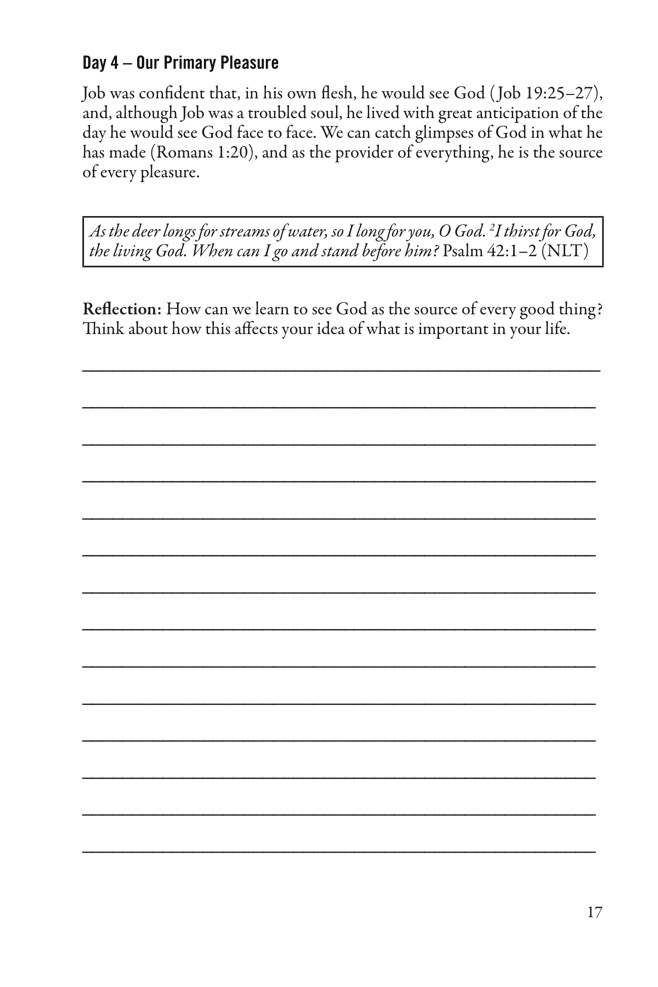 Day 4 – Our Primary Pleasure
Job was confident that, in his own flesh, he would see God (Job 19:25–27),
and, although Job was a troubled soul, he lived with great anticipation of the
day he would see God face to face. We can catch glimpses of God in what he
has made (Romans 1:20), and as the provider of everything, he is the source
of every pleasure.
As the deer longs for streams of water, so I long for you, O God. ²I thirst for God,
the living God. When can I go and stand before him? Psalm 42:1–2 (NLT)
Reflection: How can we learn to see God as the source of every good thing?
Think about how this affects your idea of what is important in your life.
17